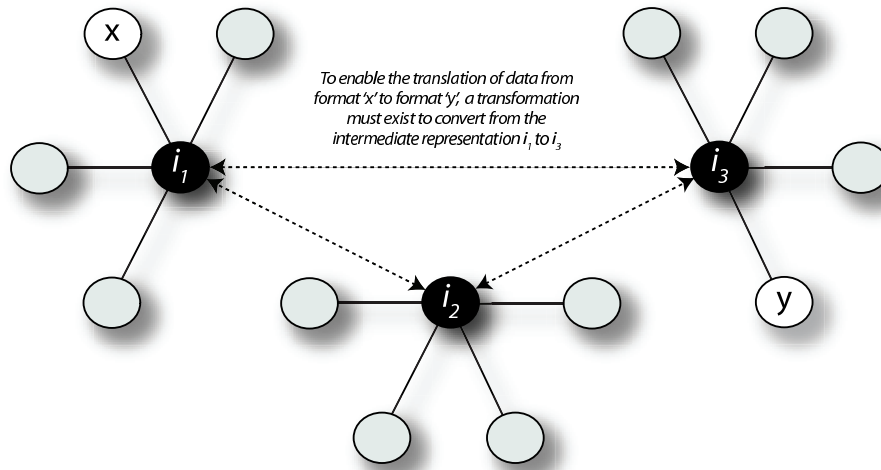 x
To enable the translation of data from
format 'x' to format 'y', a transformation
must exist to convert from the
intermediate representation i₁ to i₃
i₁
i₃
i₂
y